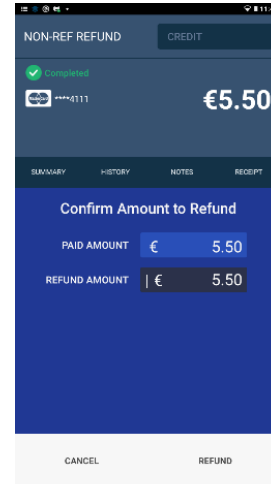 11:
NON-REF REFUND CREDIT
Completed
****4111
€5.50
SUMMARY HISTORY NOTES RECEIPT
Confirm Amount to Refund
PAID AMOUNT € 5.50
REFUND AMOUNT € 5.50
CANCEL REFUND